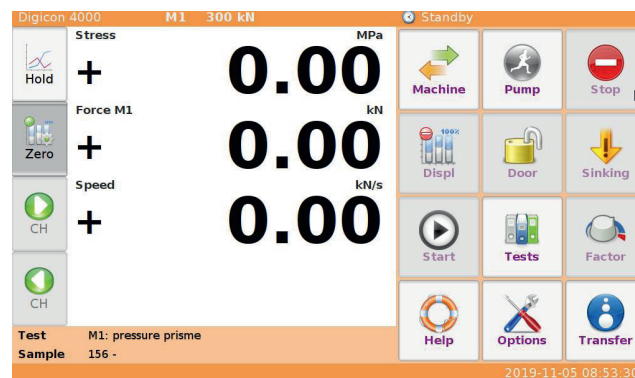 Digicon 4000 M1 300 kN Standby
Stress MPa
Hold
+ 0.00
Force M1 kN
Zero
+ 0.00
Speed kN/s
CH
+ 0.00
CH
Test M1: pressure prisme
Sample 156 -
Machine Pump Stop
100%
Displ Door Sinking
Start Tests Factor
Help Options Transfer
2019-11-05 08:53:30